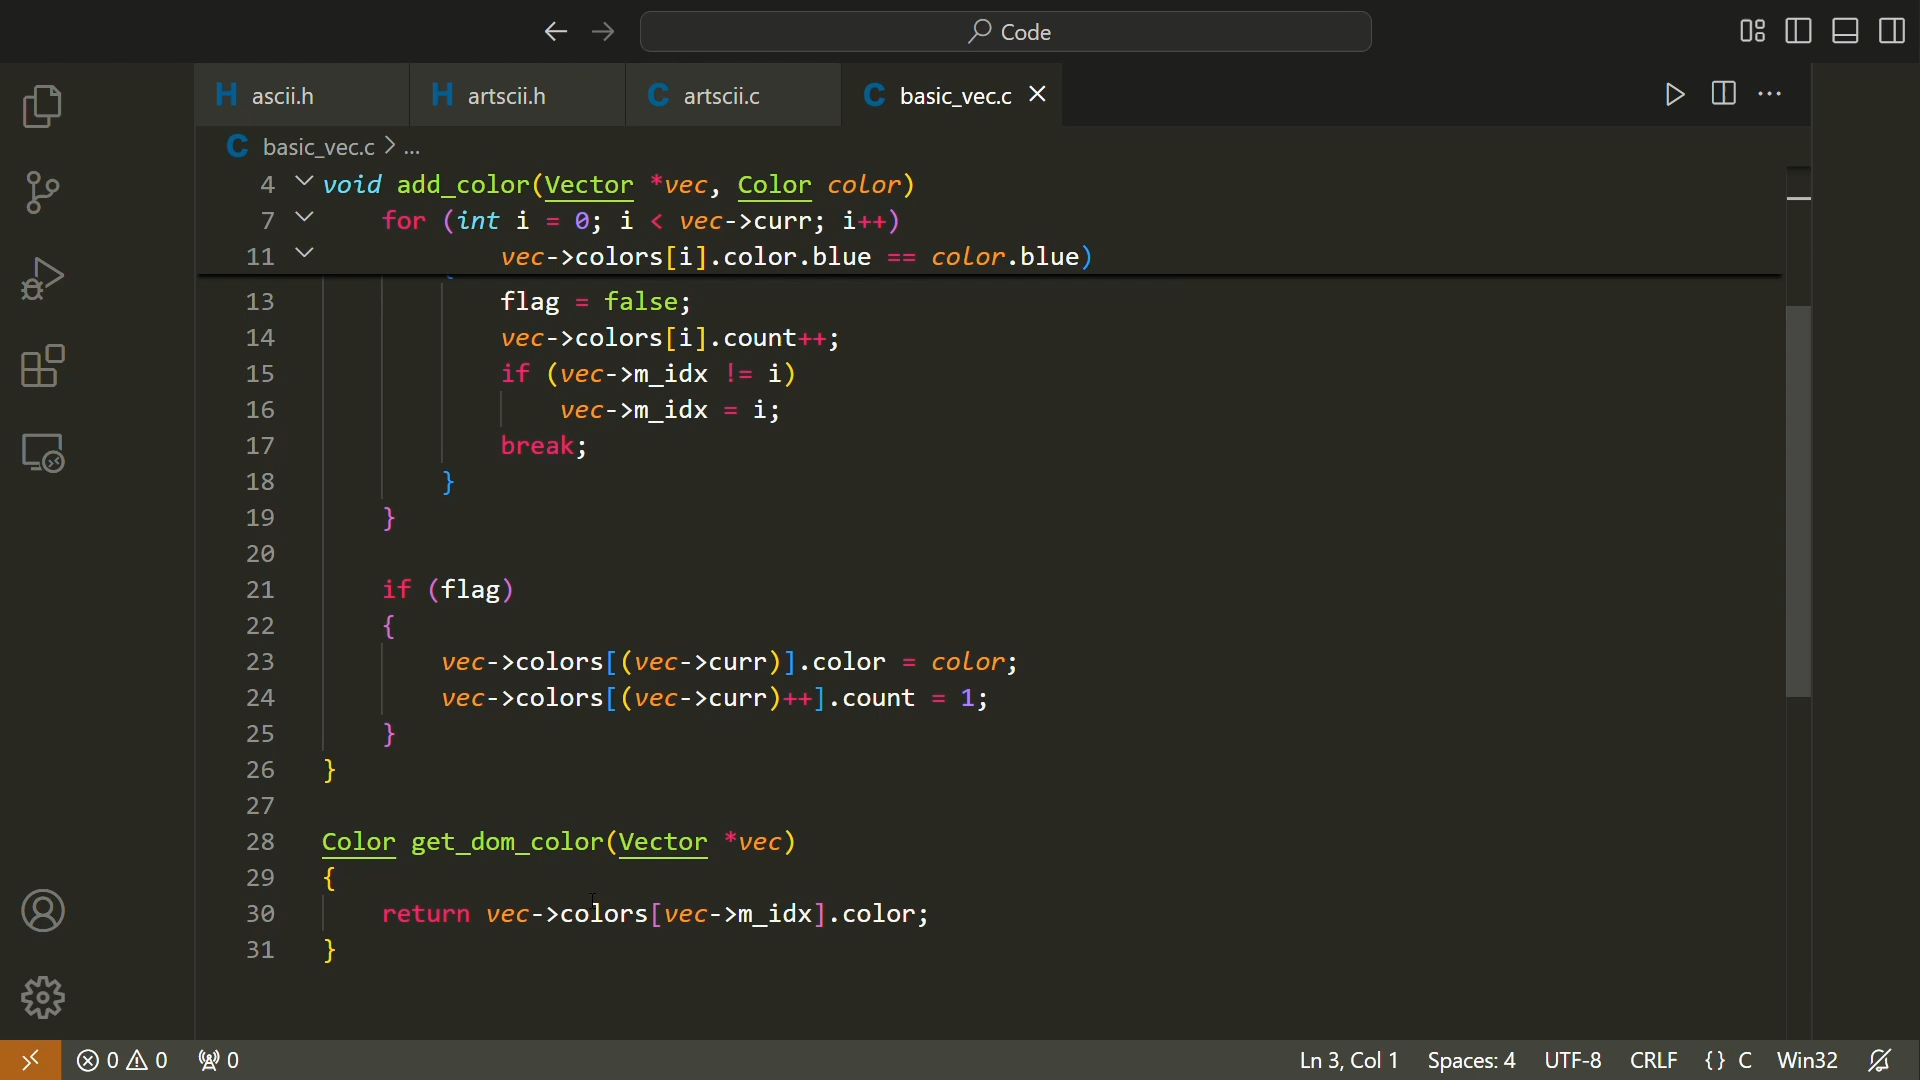 Code
H ascii.h
H artscii.h
C artscii.c
C basic_vec.c
C basic_vec.c > ...
4 void add_color(Vector *vec, Color color)
7 for (int i = 0; i < vec->curr; i++)
11 vec->colors[i].color.blue == color.blue)
13 flag = false;
14 vec->colors[i].count++;
15 if (vec->m_idx != i)
16 vec->m_idx = i;
17 break;
18 }
19 }
20
21 if (flag)
22 {
23 vec->colors[(vec->curr)].color = color;
24 vec->colors[(vec->curr)++].count = 1;
25 }
26 }
27
28 Color get_dom_color(Vector *vec)
29 {
30 return vec->colors[vec->m_idx].color;
31 }
0 0 0 Ln 3, Col 1 Spaces: 4 UTF-8 CRLF {} C Win32